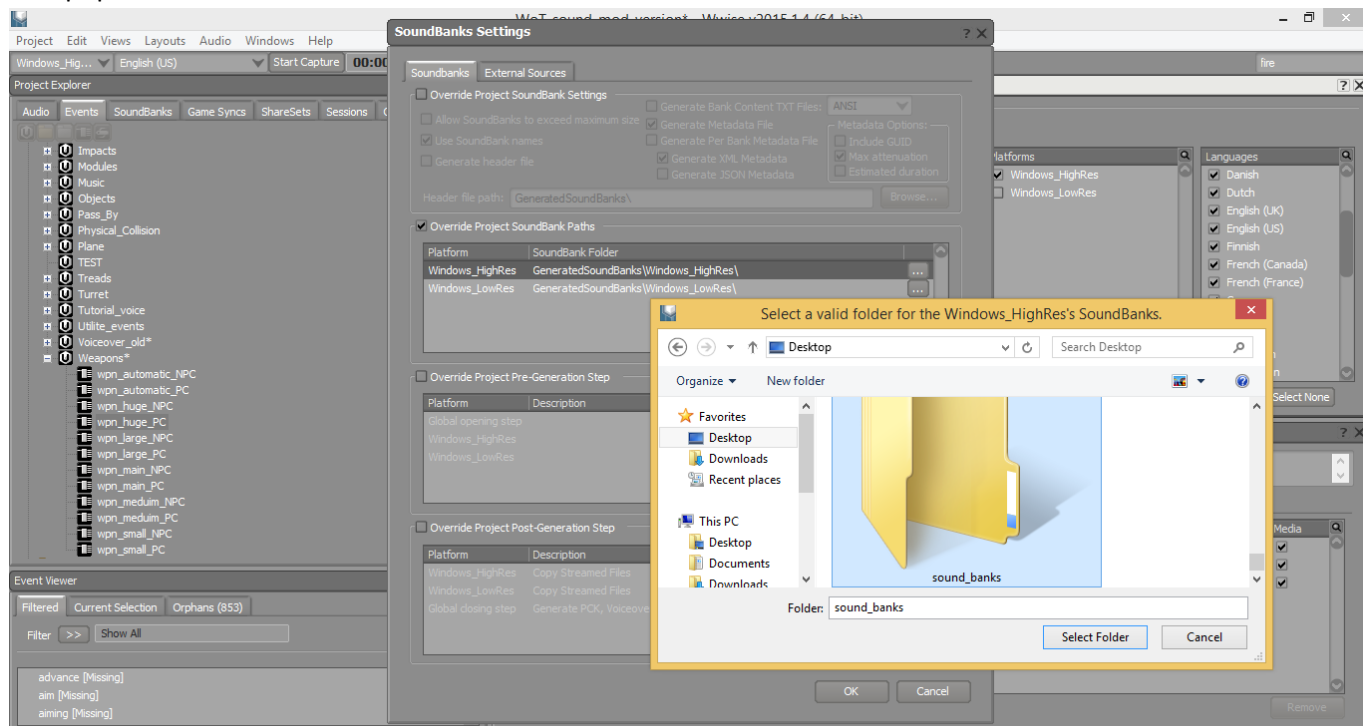 WoT_sound_mod_version* - Wwise v2015.1.4 (64-bit)
Project Edit Views Layouts Audio Windows Help
Windows_Hig... English (US) Start Capture 00:00
fire
Project Explorer
Audio Events SoundBanks Game Syncs ShareSets Sessions
Impacts
Modules
Music
Objects
Pass_By
Physical_Collision
Plane
TEST
Treads
Turret
Tutorial_voice
Utilite_events
Voiceover_old*
Weapons*
wpn_automatic_NPC
wpn_automatic_PC
wpn_huge_NPC
wpn_huge_PC
wpn_large_NPC
wpn_large_PC
wpn_main_NPC
wpn_main_PC
wpn_meduim_NPC
wpn_meduim_PC
wpn_small_NPC
wpn_small_PC
Event Viewer
Filtered Current Selection Orphans (853)
Filter >> Show All
advance [Missing]
aim [Missing]
aiming [Missing]
SoundBanks Settings
Soundbanks External Sources
Override Project SoundBank Settings
Allow SoundBanks to exceed maximum size
Use SoundBank names
Generate header file
Generate Bank Content TXT Files: ANSI
Generate Metadata File
Generate Per Bank Metadata File
Generate XML Metadata
Generate JSON Metadata
Metadata Options:
Include GUID
Max attenuation
Estimated duration
Header file path: GeneratedSoundBanks\ Browse...
Override Project SoundBank Paths
Platform SoundBank Folder
Windows_HighRes GeneratedSoundBanks\Windows_HighRes\ ...
Windows_LowRes GeneratedSoundBanks\Windows_LowRes\ ...
Override Project Pre-Generation Step
Platform Description
Global opening step
Windows_HighRes
Windows_LowRes
Override Project Post-Generation Step
Platform Description
Windows_HighRes Copy Streamed Files
Windows_LowRes Copy Streamed Files
Global closing step Generate PCK, Voiceove
OK Cancel
Select a valid folder for the Windows_HighRes's SoundBanks.
Desktop
Search Desktop
Organize New folder
Favorites
Desktop
Downloads
Recent places
This PC
Desktop
Documents
Downloads
sound_banks
Folder: sound_banks
Select Folder Cancel
latforms
Windows_HighRes
Windows_LowRes
Languages
Danish
Dutch
English (UK)
English (US)
Finnish
French (Canada)
French (France)
Select None
Media
Remove